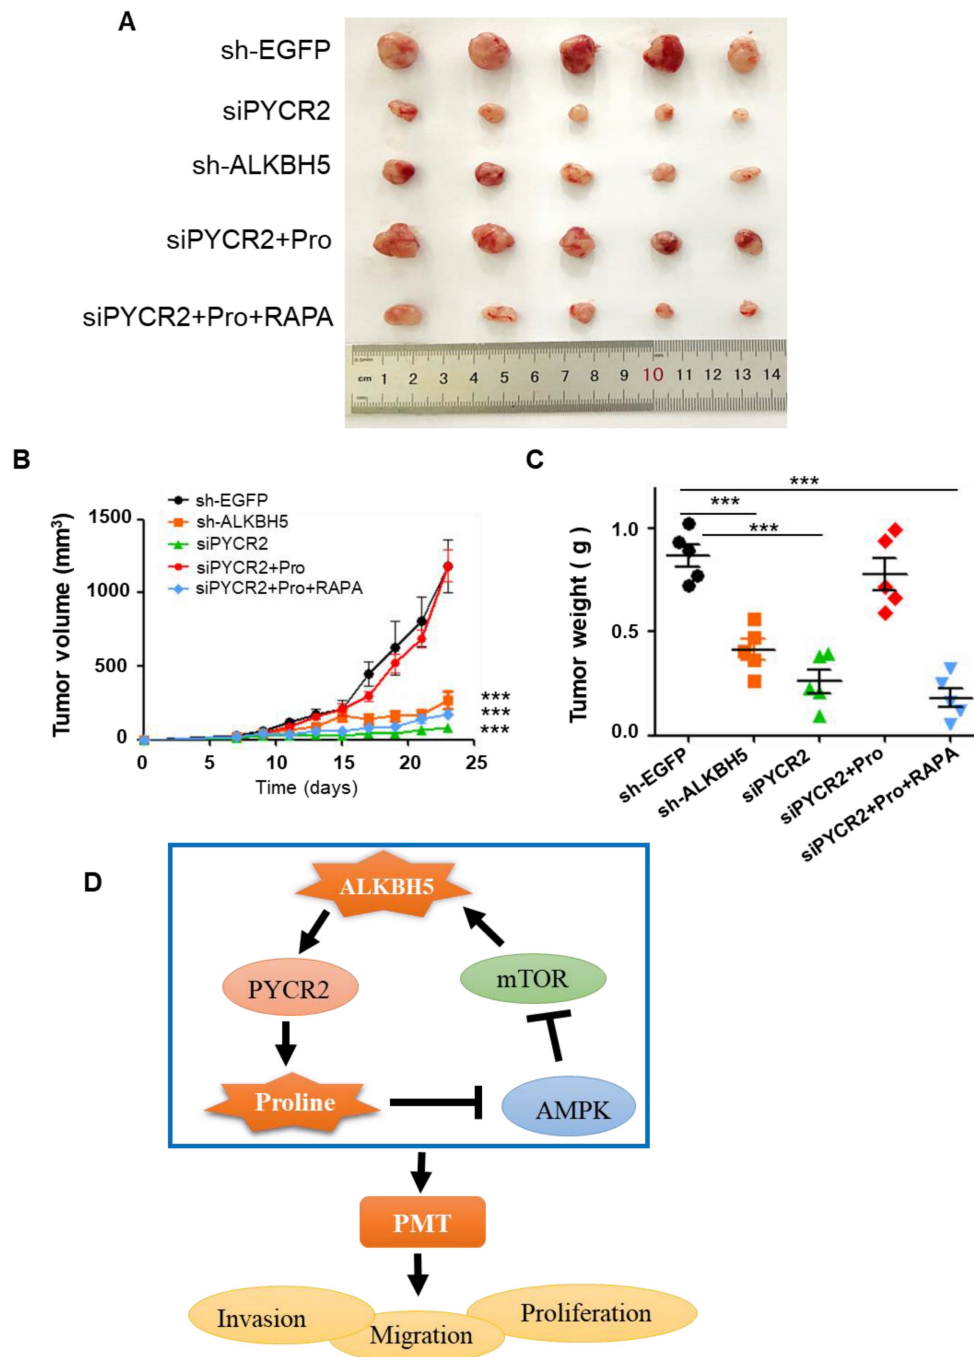 A
sh-EGFP
siPYCR2
sh-ALKBH5
siPYCR2+Pro
siPYCR2+Pro+RAPA
cm 1 2 3 4 5 6 7 8 9 10 11 12 13 14
B
sh-EGFP
sh-ALKBH5
siPYCR2
siPYCR2+Pro
siPYCR2+Pro+RAPA
Tumor volume (mm³)
1500
1000
500
0
0 5 10 15 20 25
Time (days)
***
***
***
C
***
***
***
Tumor weight ( g )
1.0
0.5
0.0
sh-EGFP
sh-ALKBH5
siPYCR2
siPYCR2+Pro
siPYCR2+Pro+RAPA
D
ALKBH5
PYCR2
mTOR
Proline
AMPK
PMT
Invasion
Migration
Proliferation